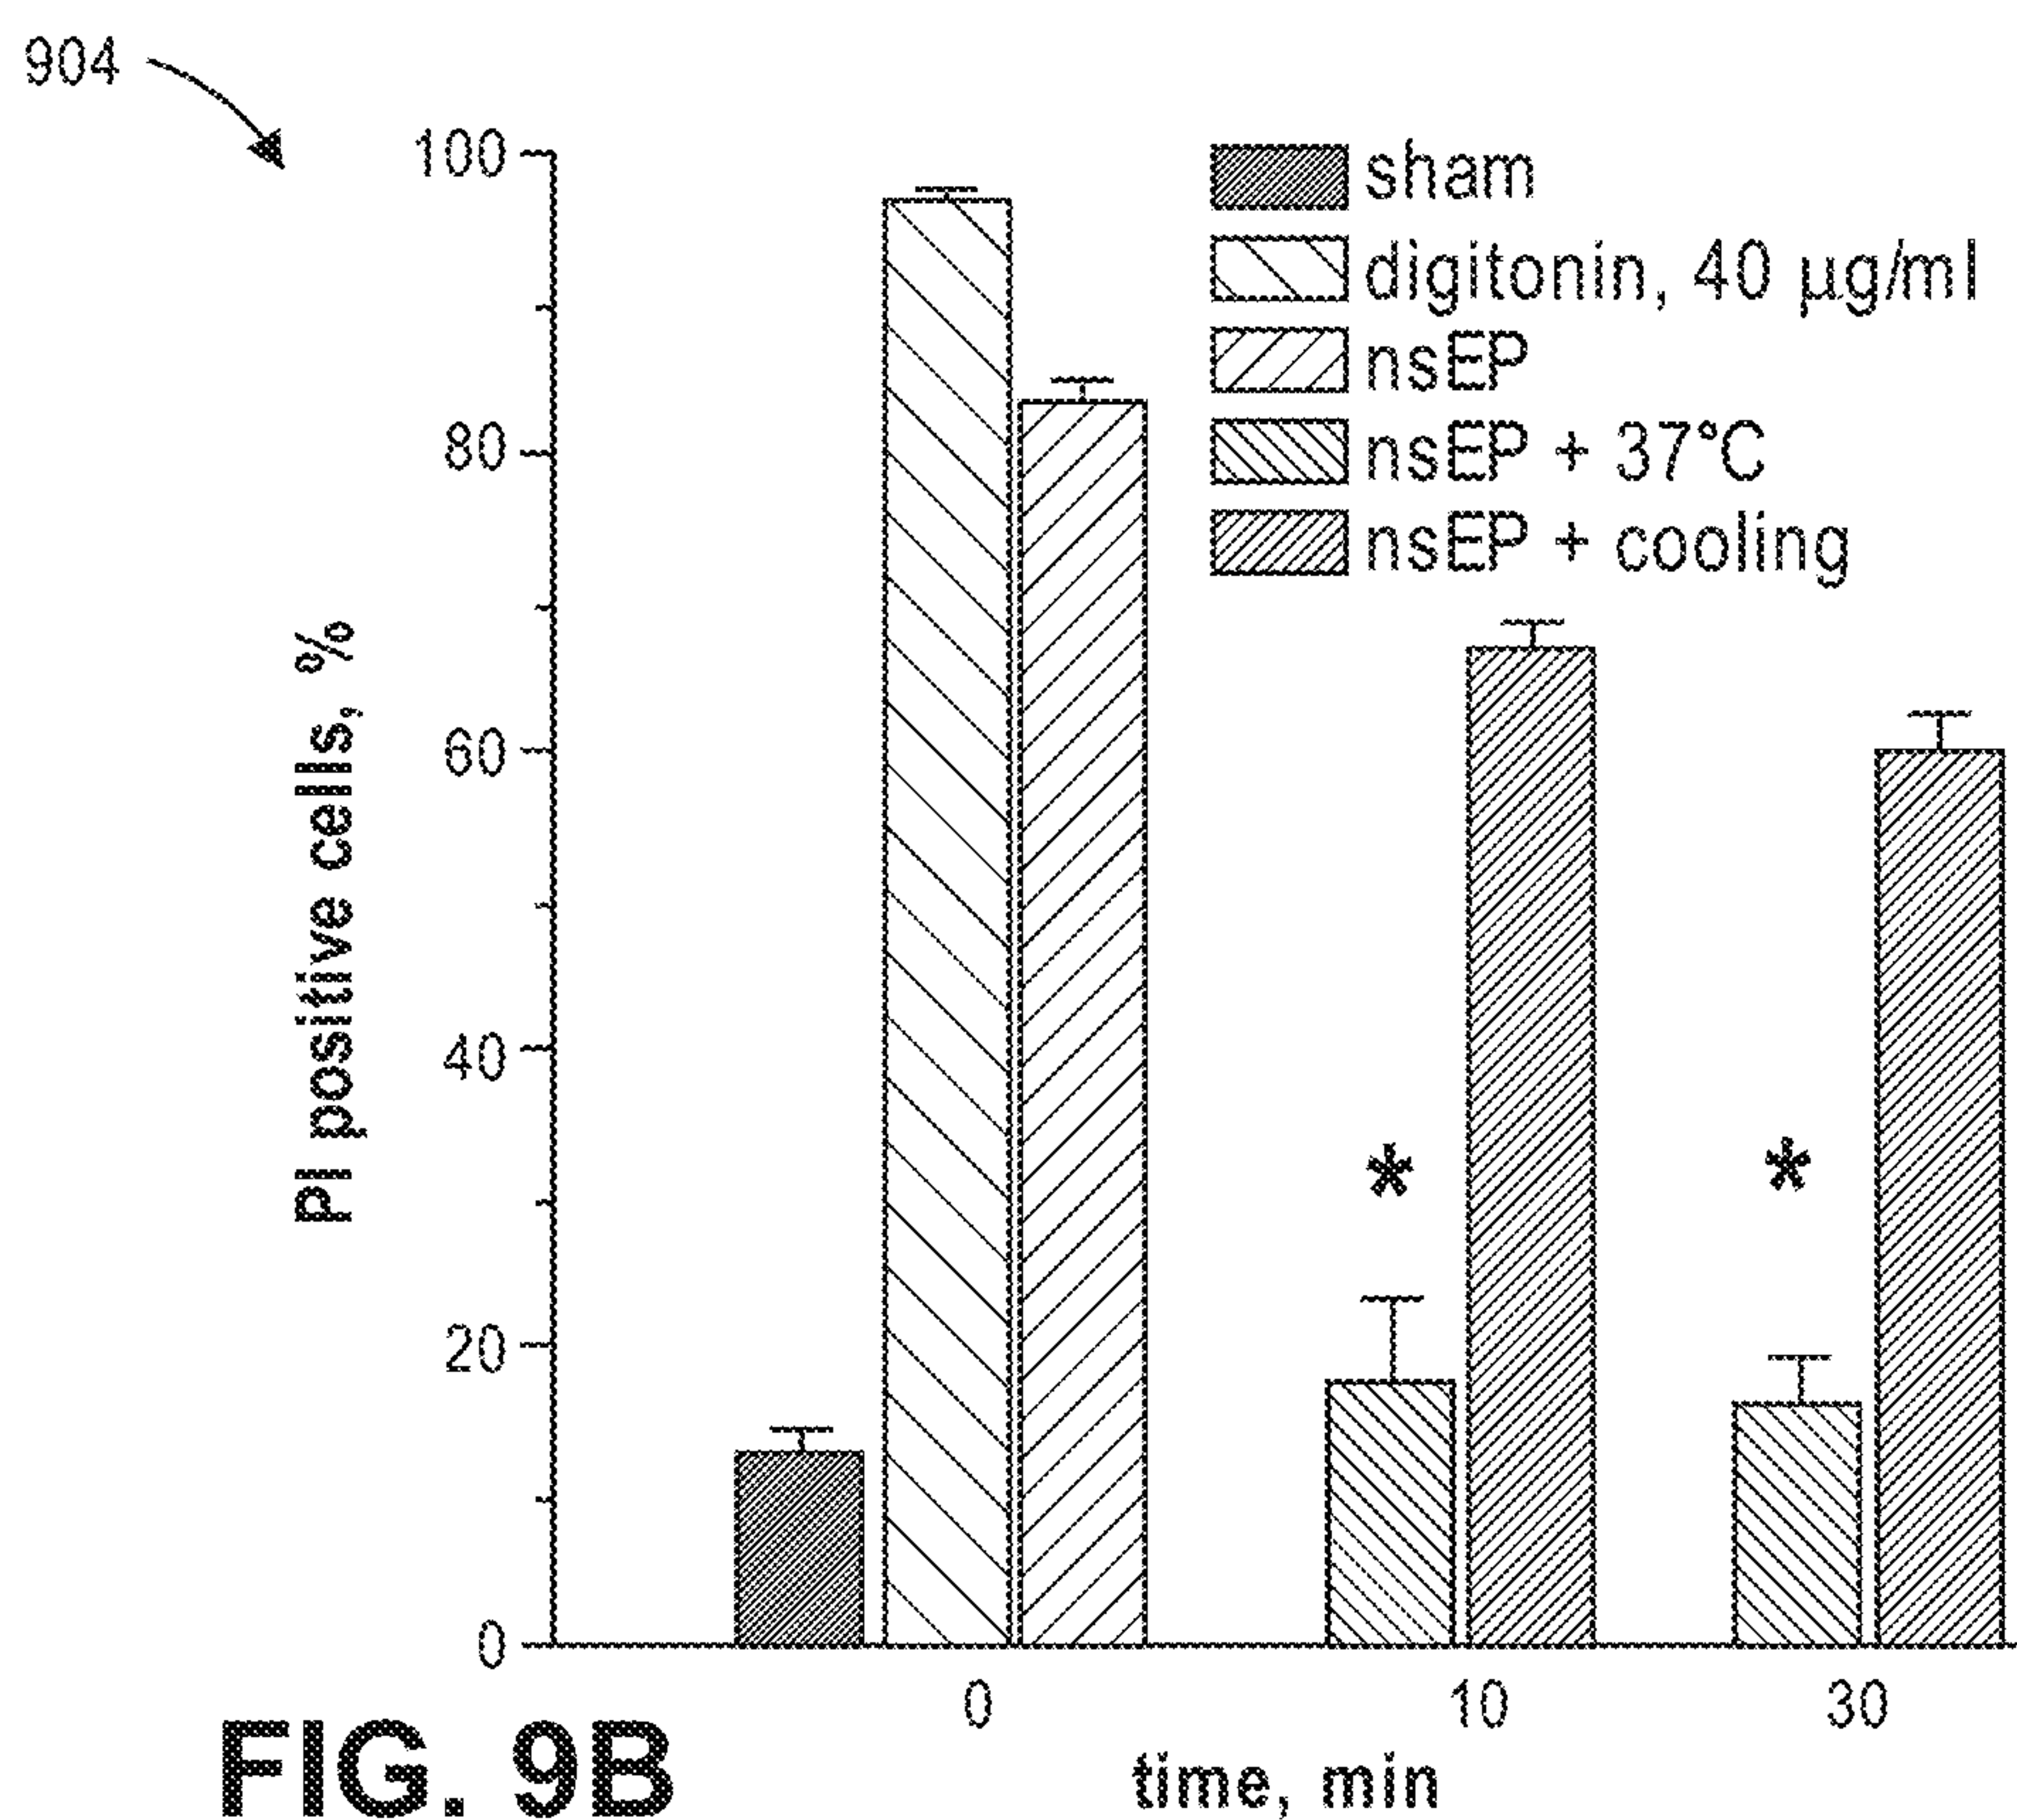 904
100
80
60
40
20
0
PI positive cells, %
sham
digitonin, 40 µg/ml
nsEP
nsEP + 37°C
nsEP + cooling
*
*
0 10 30
time, min
FIG. 9B